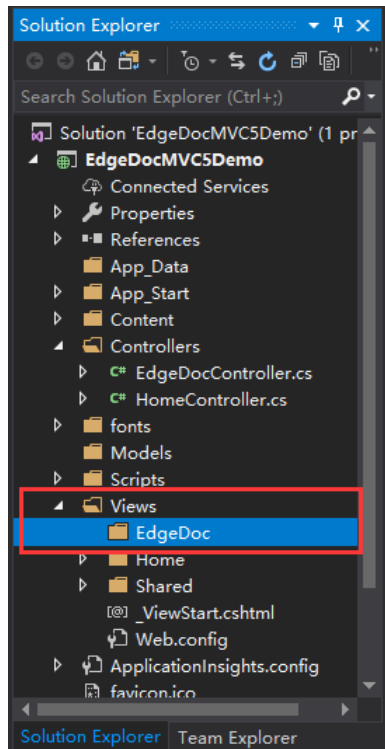 Solution Explorer
Search Solution Explorer (Ctrl+;)
Solution 'EdgeDocMVC5Demo' (1 pr
EdgeDocMVC5Demo
Connected Services
Properties
References
App_Data
App_Start
Content
Controllers
C# EdgeDocController.cs
C# HomeController.cs
fonts
Models
Scripts
Views
EdgeDoc
Home
Shared
[@] _ViewStart.cshtml
Web.config
ApplicationInsights.config
favicon.ico
Solution Explorer Team Explorer